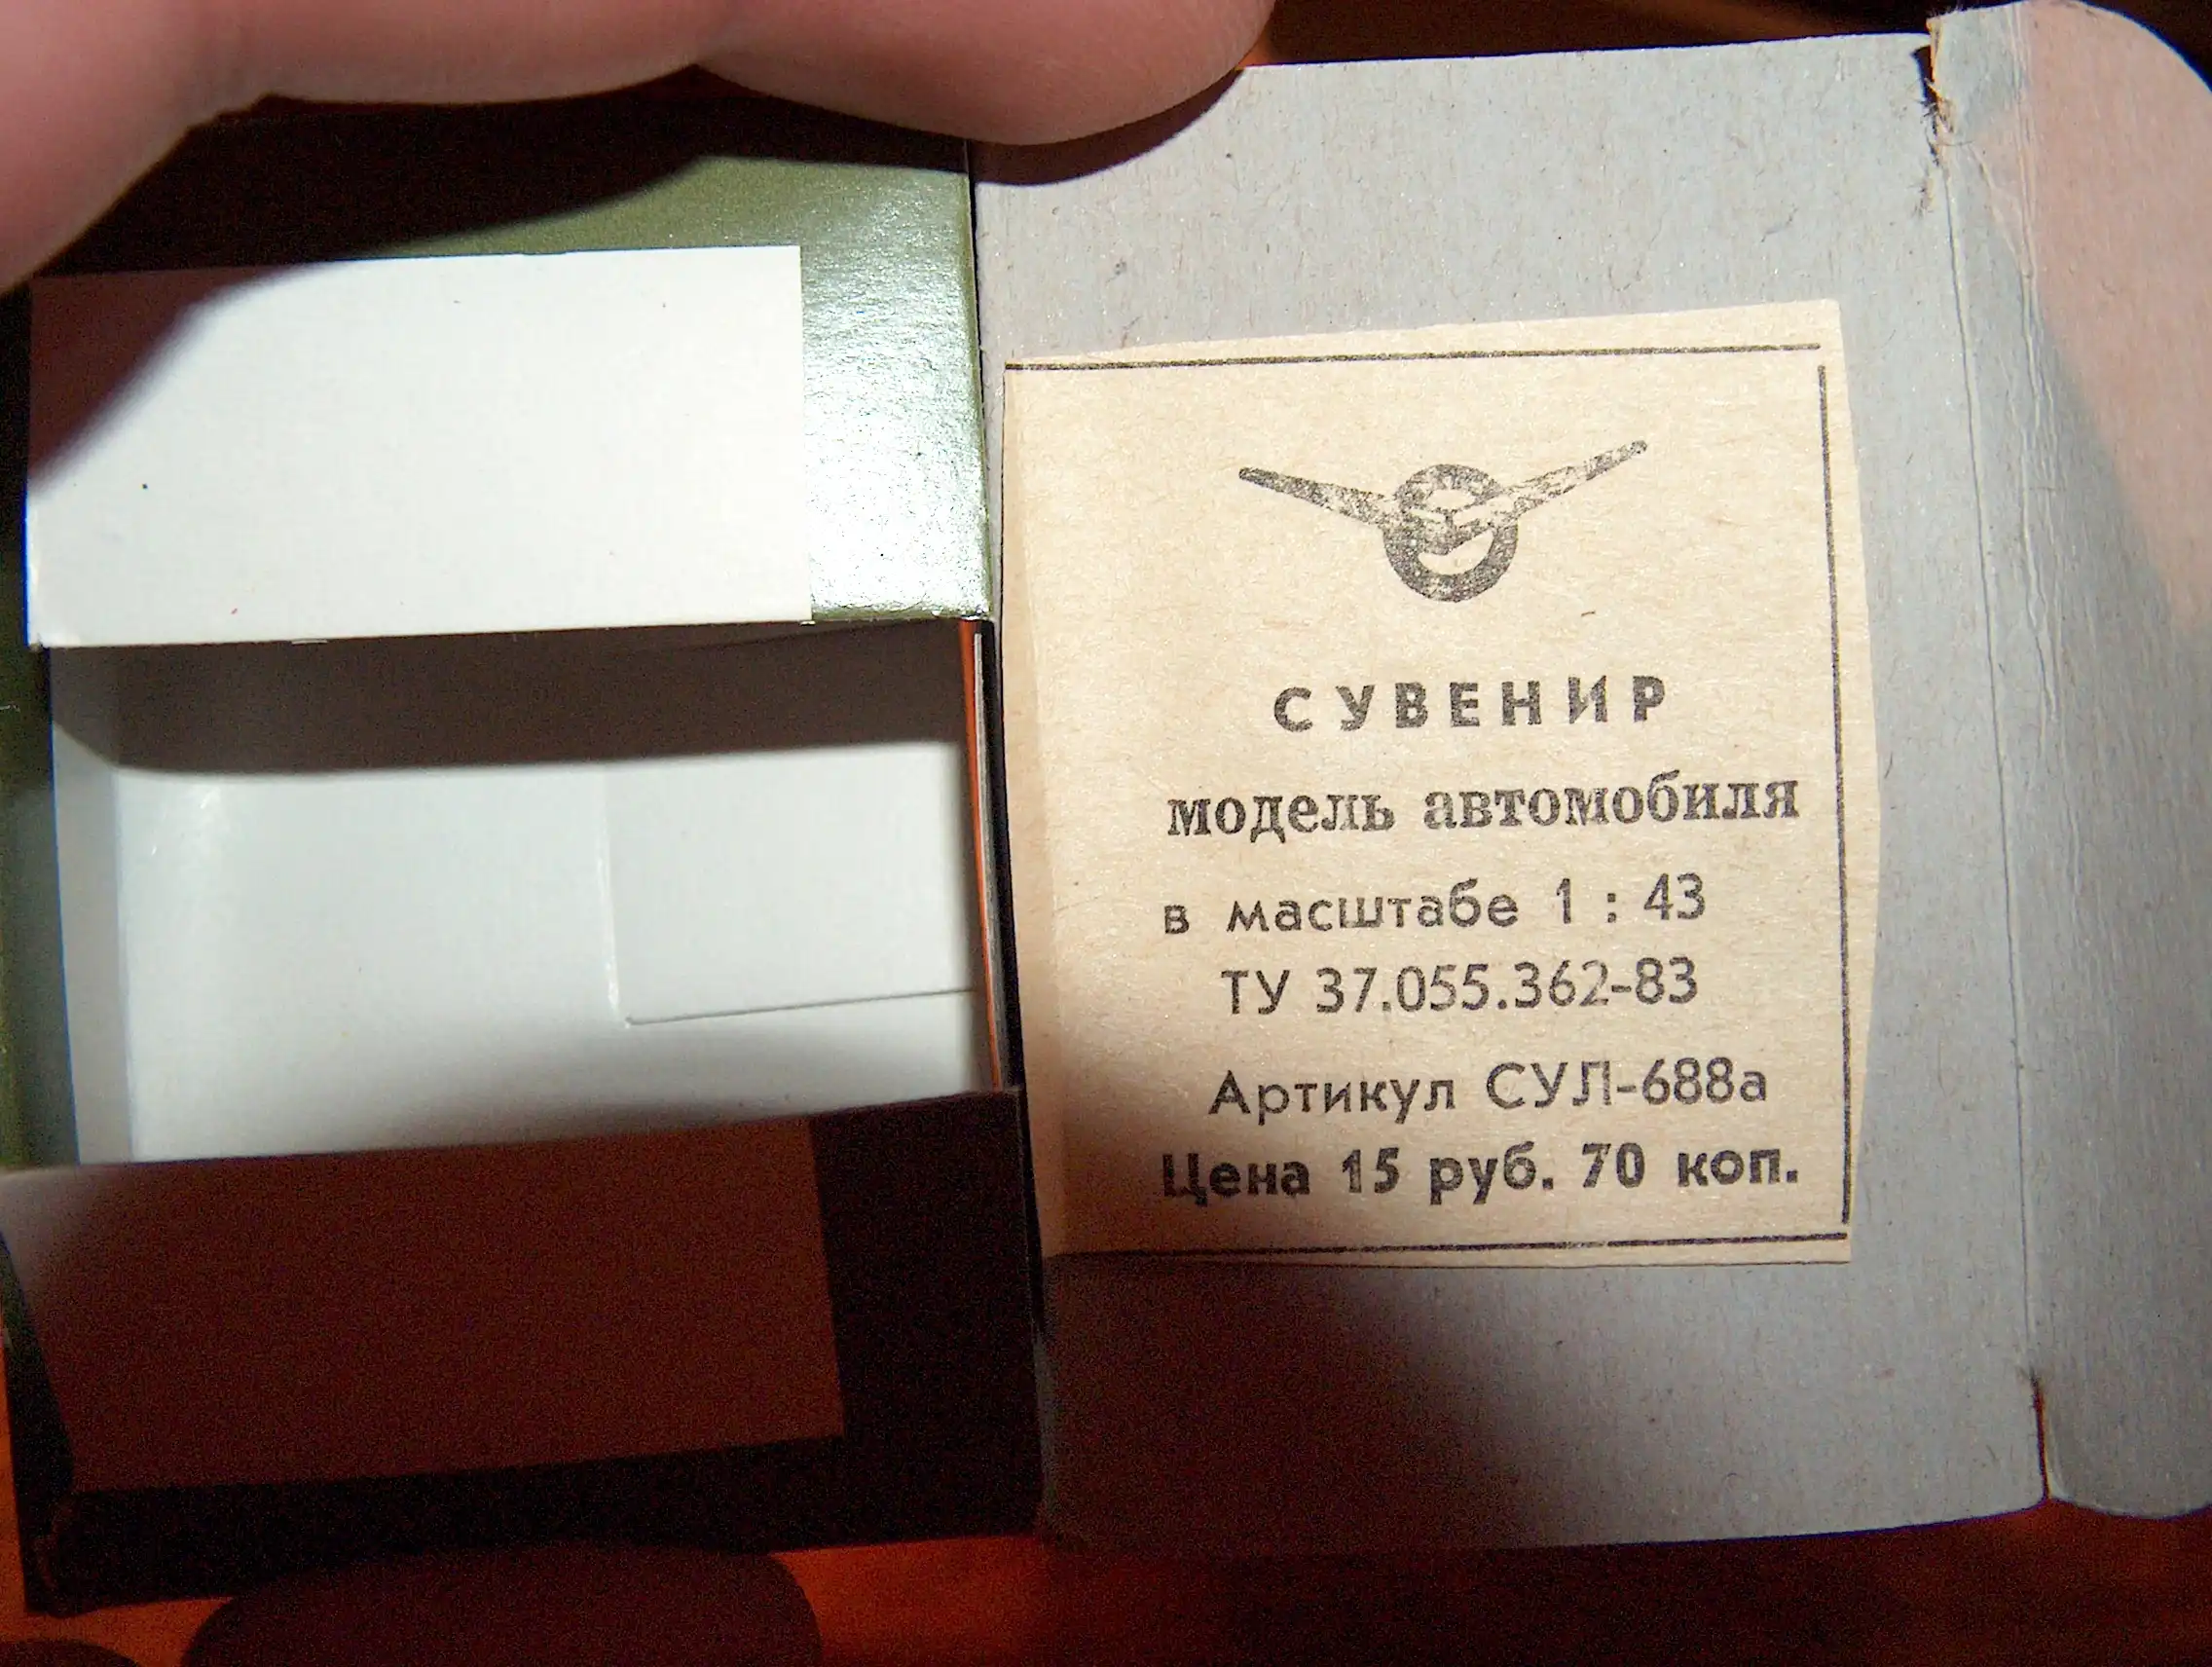 СУВЕНИР
модель автомобиля
в масштабе 1 : 43
ТУ 37.055.362-83
Артикул СУЛ-688а
Цена 15 руб. 70 коп.